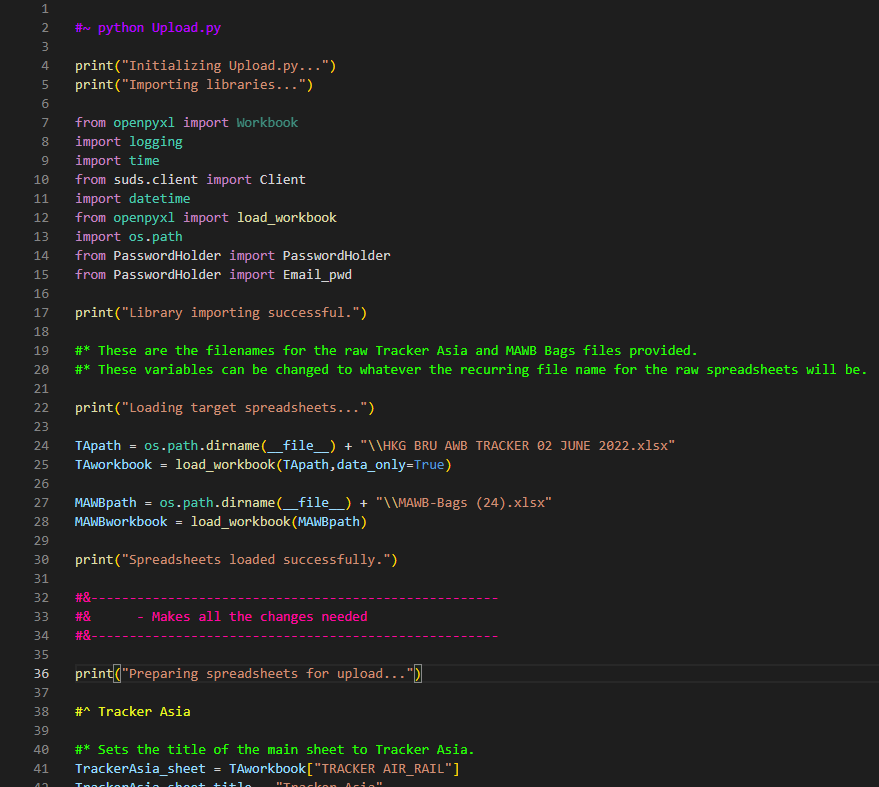 1
2 #~ python Upload.py
3
4 print("Initializing Upload.py...")
5 print("Importing libraries...")
6
7 from openpyxl import Workbook
8 import logging
9 import time
10 from suds.client import Client
11 import datetime
12 from openpyxl import load_workbook
13 import os.path
14 from PasswordHolder import PasswordHolder
15 from PasswordHolder import Email_pwd
16
17 print("Library importing successful.")
18
19 #* These are the filenames for the raw Tracker Asia and MAWB Bags files provided.
20 #* These variables can be changed to whatever the recurring file name for the raw spreadsheets will be.
21
22 print("Loading target spreadsheets...")
23
24 TApath = os.path.dirname(__file__) + "\\HKG BRU AWB TRACKER 02 JUNE 2022.xlsx"
25 TAworkbook = load_workbook(TApath,data_only=True)
26
27 MAWBpath = os.path.dirname(__file__) + "\\MAWB-Bags (24).xlsx"
28 MAWBworkbook = load_workbook(MAWBpath)
29
30 print("Spreadsheets loaded successfully.")
31
32 #&-----------------------------------------------------
33 #&      - Makes all the changes needed
34 #&-----------------------------------------------------
35
36 print("Preparing spreadsheets for upload...")
37
38 #^ Tracker Asia
39
40 #* Sets the title of the main sheet to Tracker Asia.
41 TrackerAsia_sheet = TAworkbook["TRACKER AIR_RAIL"]
42 TrackerAsia_sheet.title = "Tracker Asia"